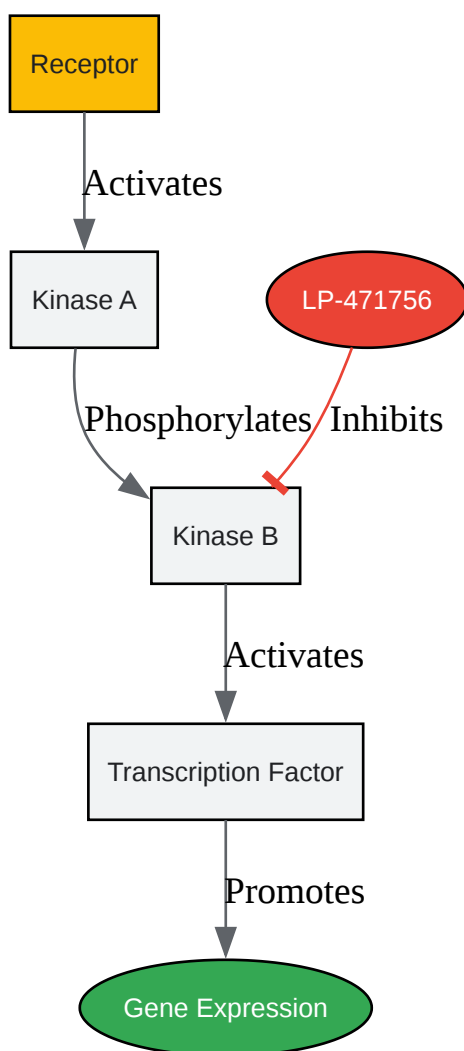 Receptor
Activates
Kinase A
LP-471756
Phosphorylates
Inhibits
Kinase B
Activates
Transcription Factor
Promotes
Gene Expression